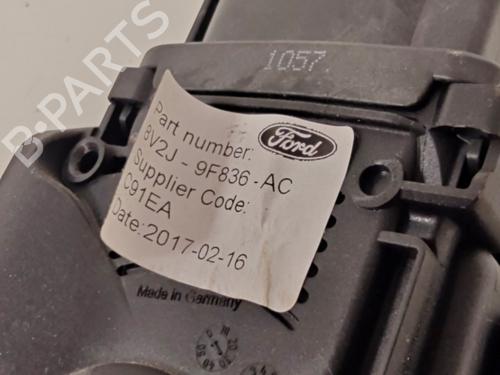 1057
Part number:
Ford
8V2J - 9F836 - AC
Supplier Code:
C91EA
Date: 2017-02-16
Made in Germany
B-PARTS